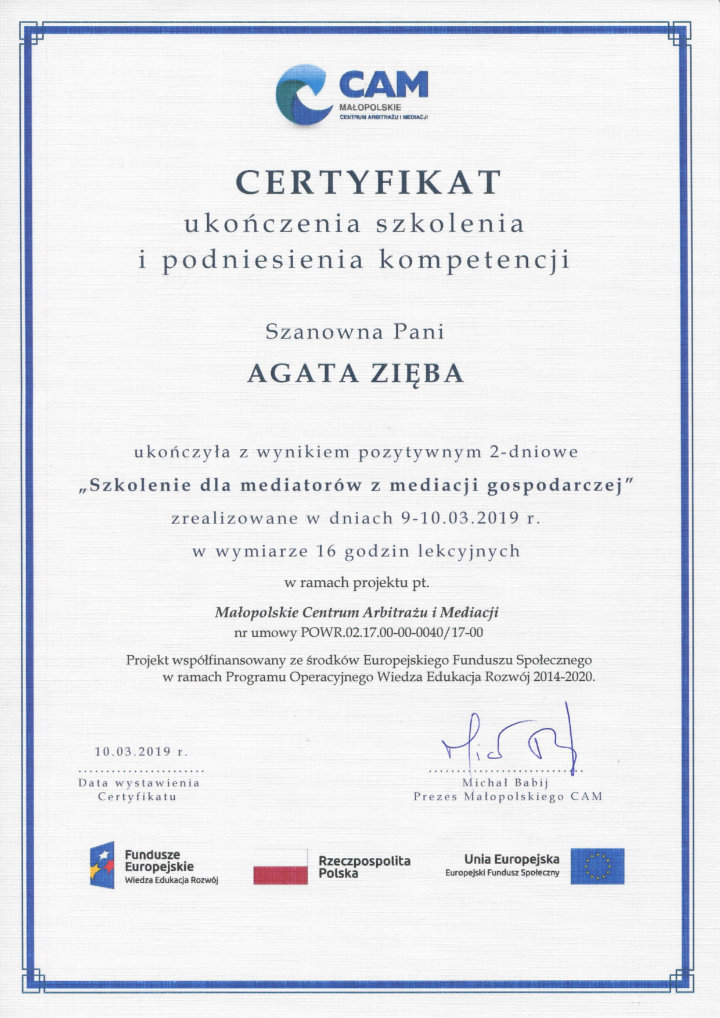 CAM
MAŁOPOLSKIE
CENTRUM ARBITRAŻU I MEDIACJI
CERTYFIKAT
ukończenia szkolenia
i podniesienia kompetencji
Szanowna Pani
AGATA ZIĘBA
ukończyła z wynikiem pozytywnym 2-dniowe
„Szkolenie dla mediatorów z mediacji gospodarczej”
zrealizowane w dniach 9-10.03.2019 r.
w wymiarze 16 godzin lekcyjnych
w ramach projektu pt.
Małopolskie Centrum Arbitrażu i Mediacji
nr umowy POWR.02.17.00-00-0040/17-00
Projekt współfinansowany ze środków Europejskiego Funduszu Społecznego
w ramach Programu Operacyjnego Wiedza Edukacja Rozwój 2014-2020.
10.03.2019 r.
Data wystawienia
Certyfikatu
Michał Babij
Prezes Małopolskiego CAM
Fundusze
Europejskie
Wiedza Edukacja Rozwój
Rzeczpospolita
Polska
Unia Europejska
Europejski Fundusz Społeczny